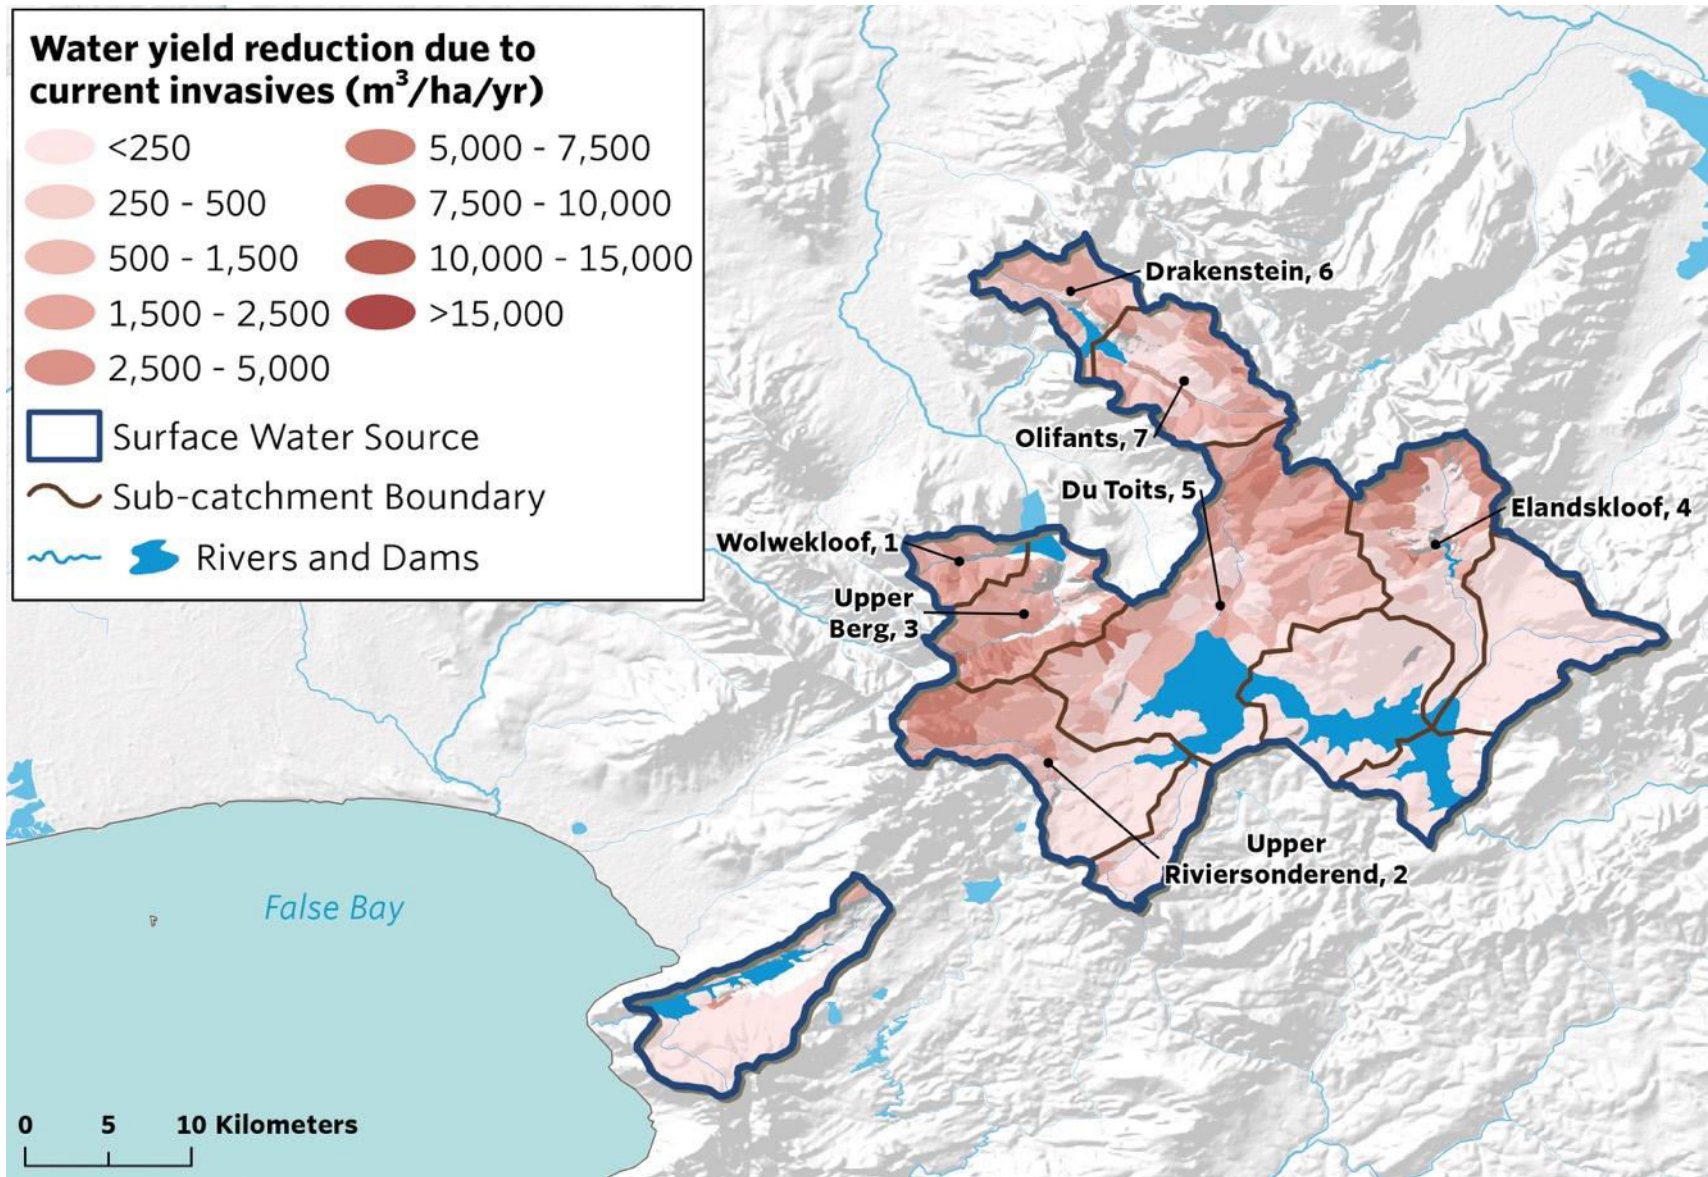 Water yield reduction due to
current invasives (m³/ha/yr)
<250
250 - 500
500 - 1,500
1,500 - 2,500
2,500 - 5,000
5,000 - 7,500
7,500 - 10,000
10,000 - 15,000
>15,000
Surface Water Source
Sub-catchment Boundary
Rivers and Dams
Drakenstein, 6
Olifants, 7
Du Toits, 5
Elandskloof, 4
Wolwekloof, 1
Upper
Berg, 3
Upper
Riviersonderend, 2
False Bay
0 5 10 Kilometers